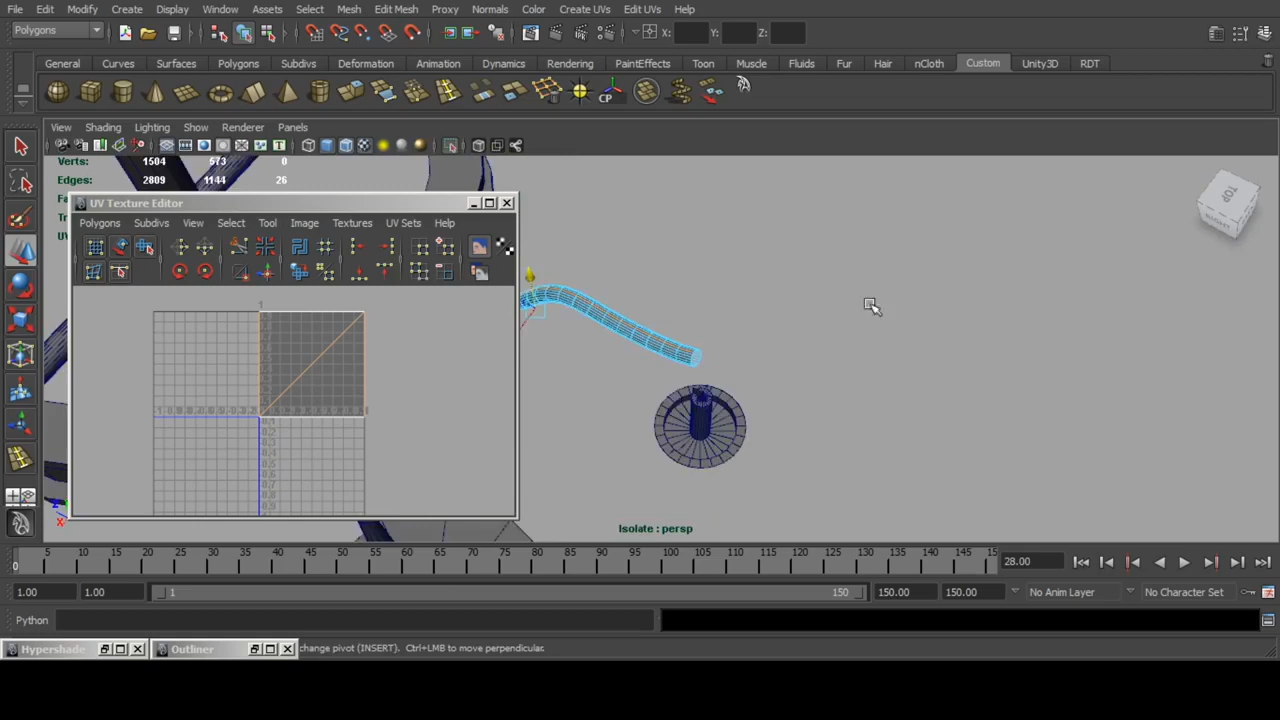 File Edit Modify Create Display Window Assets Select Mesh Edit Mesh Proxy Normals Color Create UVs Edit UVs Help
Polygons X: Y: Z:
General Curves Surfaces Polygons Subdivs Deformation Animation Dynamics Rendering PaintEffects Toon Muscle Fluids Fur Hair nCloth Custom Unity3D RDT
CP
View Shading Lighting Show Renderer Panels
Verts: 1504 573 0
Edges: 2809 1144 26
UV Texture Editor
Polygons Subdivs View Select Tool Image Textures UV Sets Help
TOP
RIGHT
1
Isolate : persp
X
5 10 15 20 25 30 35 40 45 50 55 60 65 70 75 80 85 90 95 100 105 110 115 120 125 130 135 140 145 15
0
28.00
1.00 1.00 1 150 150.00 150.00 No Anim Layer No Character Set
Python
Hypershade Outliner change pivot (INSERT). Ctrl+LMB to move perpendicular.